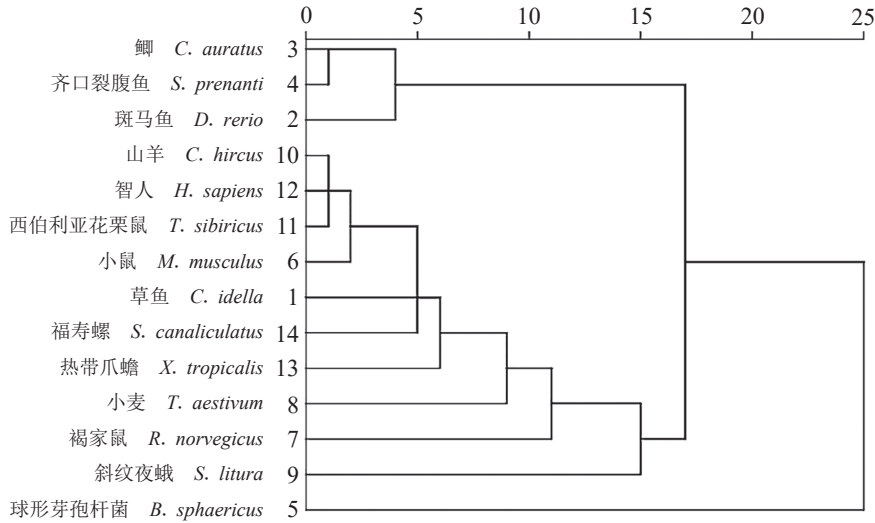 0 5 10 15 20 25
鲫 C. auratus 3
齐口裂腹鱼 S. prenanti 4
斑马鱼 D. rerio 2
山羊 C. hircus 10
智人 H. sapiens 12
西伯利亚花栗鼠 T. sibiricus 11
小鼠 M. musculus 6
草鱼 C. idella 1
福寿螺 S. canaliculatus 14
热带爪蟾 X. tropicalis 13
小麦 T. aestivum 8
褐家鼠 R. norvegicus 7
斜纹夜蛾 S. litura 9
球形芽孢杆菌 B. sphaericus 5